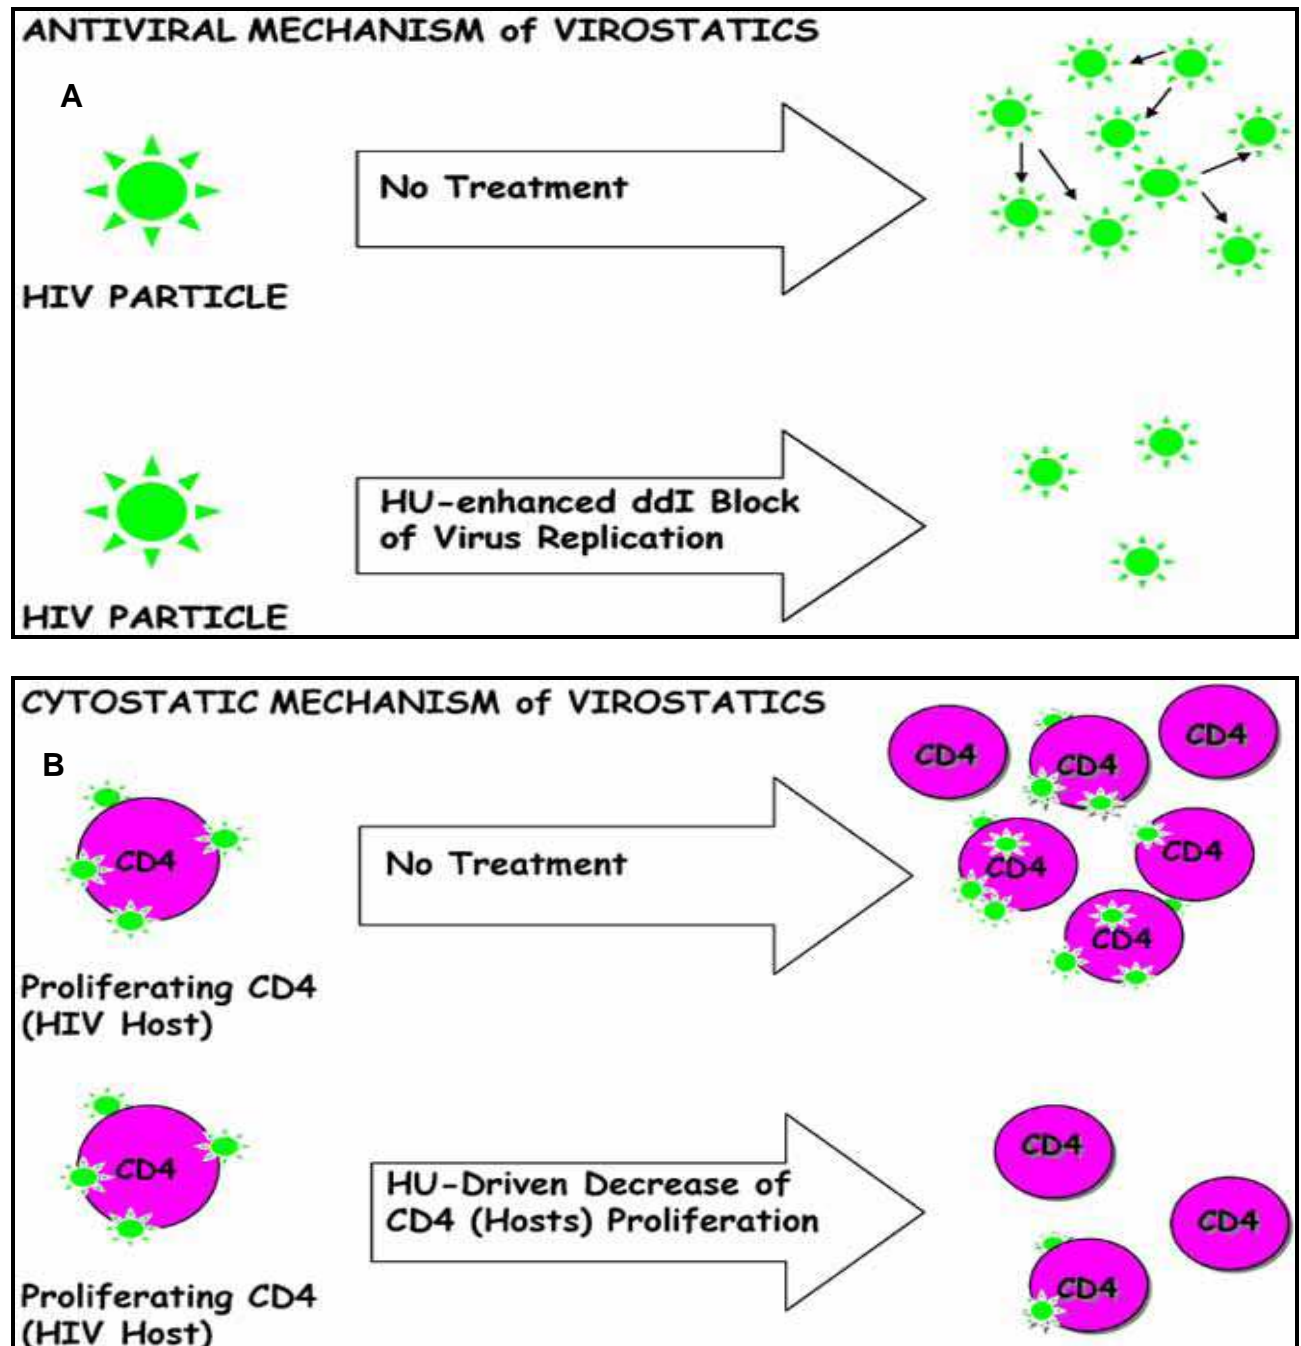 ANTIVIRAL MECHANISM of VIROSTATICS
A
No Treatment
HIV PARTICLE
HU-enhanced ddI Block
of Virus Replication
HIV PARTICLE
CYTOSTATIC MECHANISM of VIROSTATICS
B
CD4
No Treatment
CD4
CD4
CD4
CD4
CD4
CD4
Proliferating CD4
(HIV Host)
CD4
HU-Driven Decrease of
CD4 (Hosts) Proliferation
CD4
CD4
CD4
Proliferating CD4
(HIV Host)